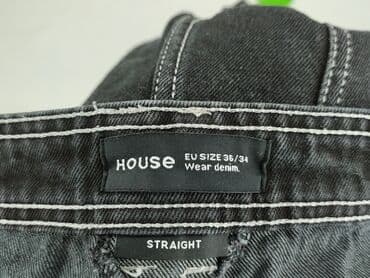 HOUSE
EU SIZE 36/34
Wear denim.
STRAIGHT